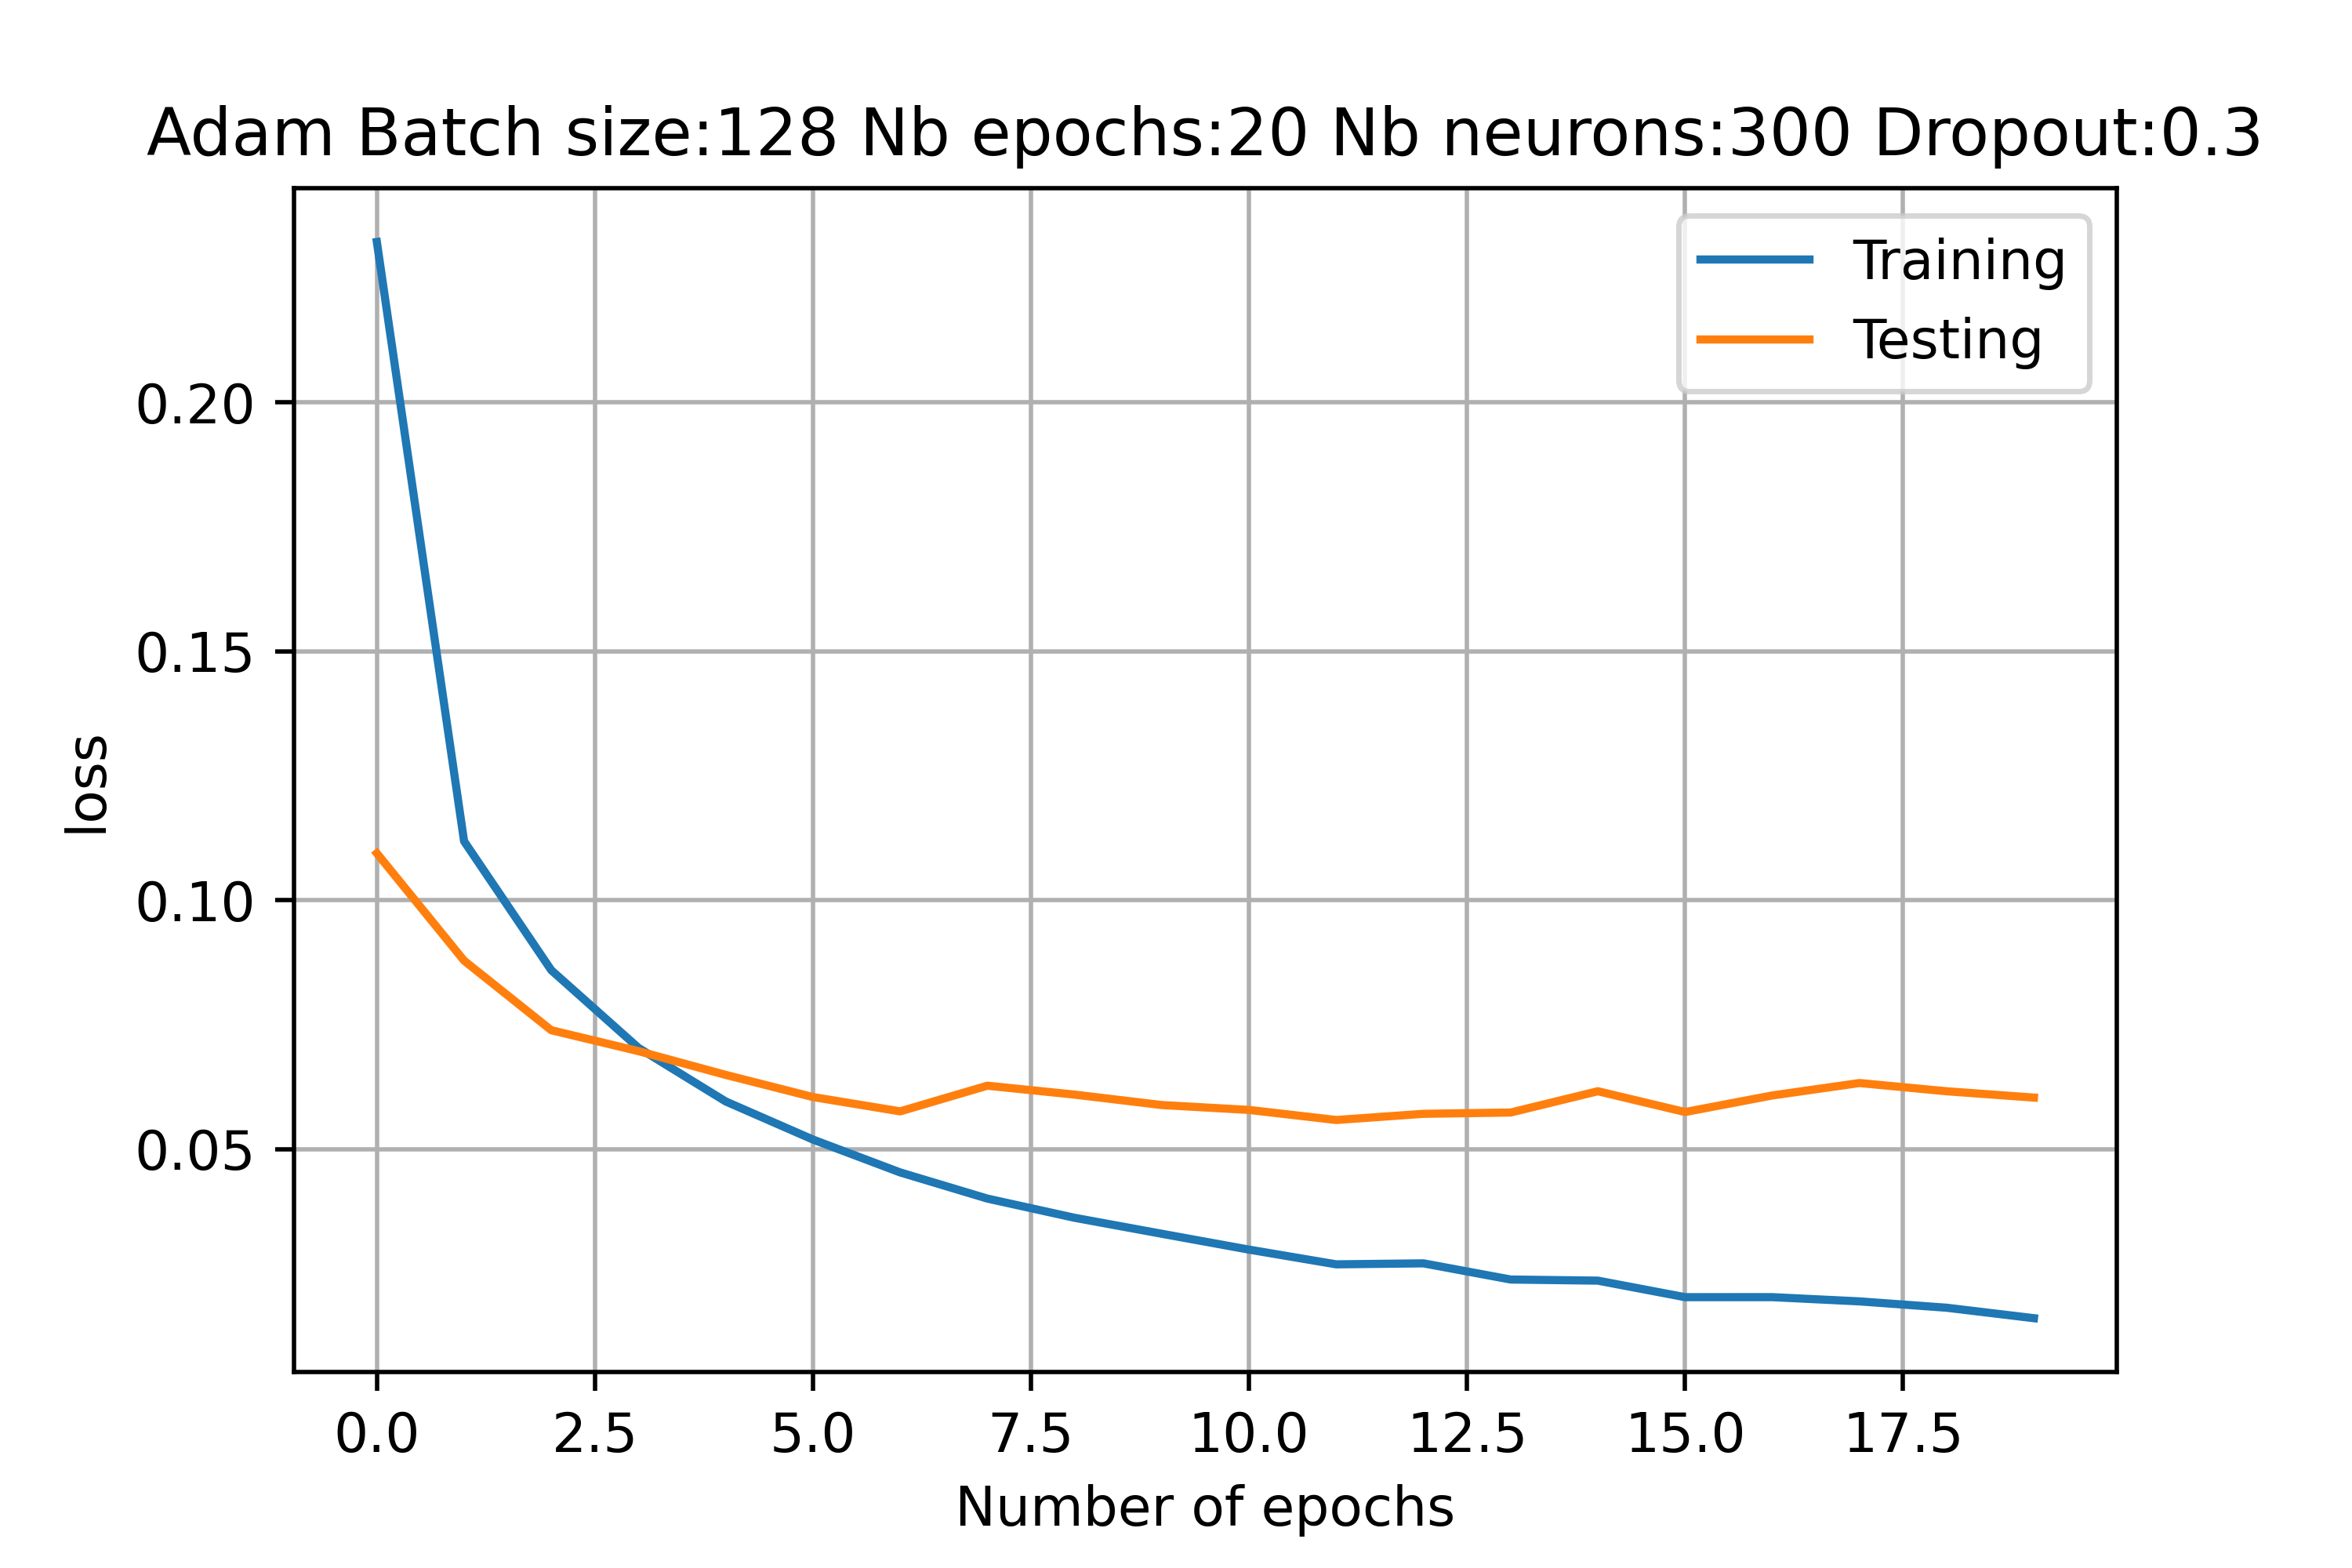 Adam Batch size:128 Nb epochs:20 Nb neurons:300 Dropout:0.3
Training
Testing
0.20
0.15
0.10
0.05
loss
0.0 2.5 5.0 7.5 10.0 12.5 15.0 17.5
Number of epochs